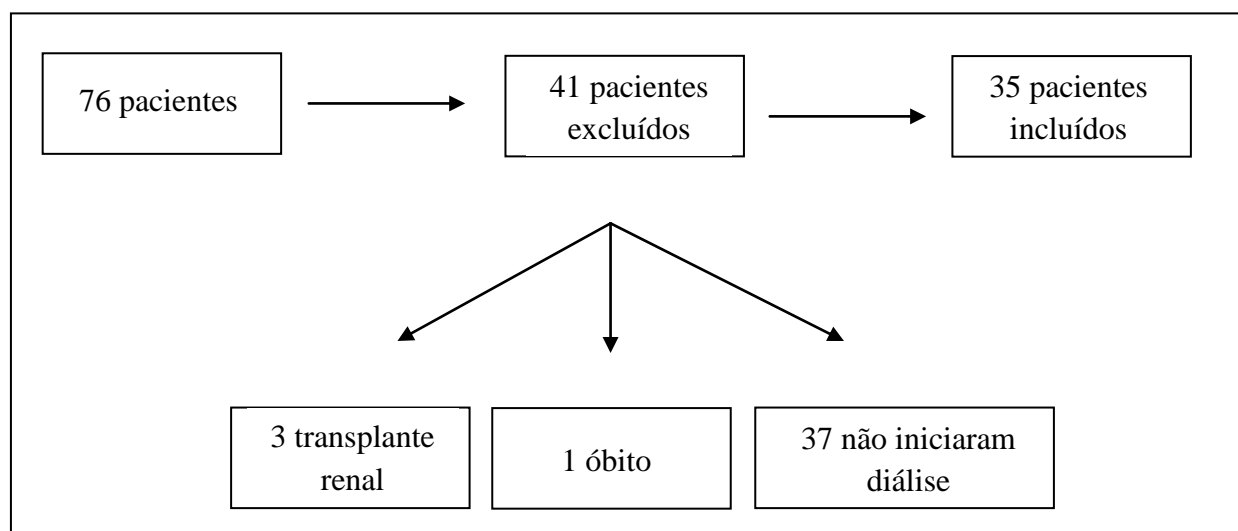 76 pacientes
41 pacientes
excluídos
35 pacientes
incluídos
3 transplante
renal
1 óbito
37 não iniciaram
diálise